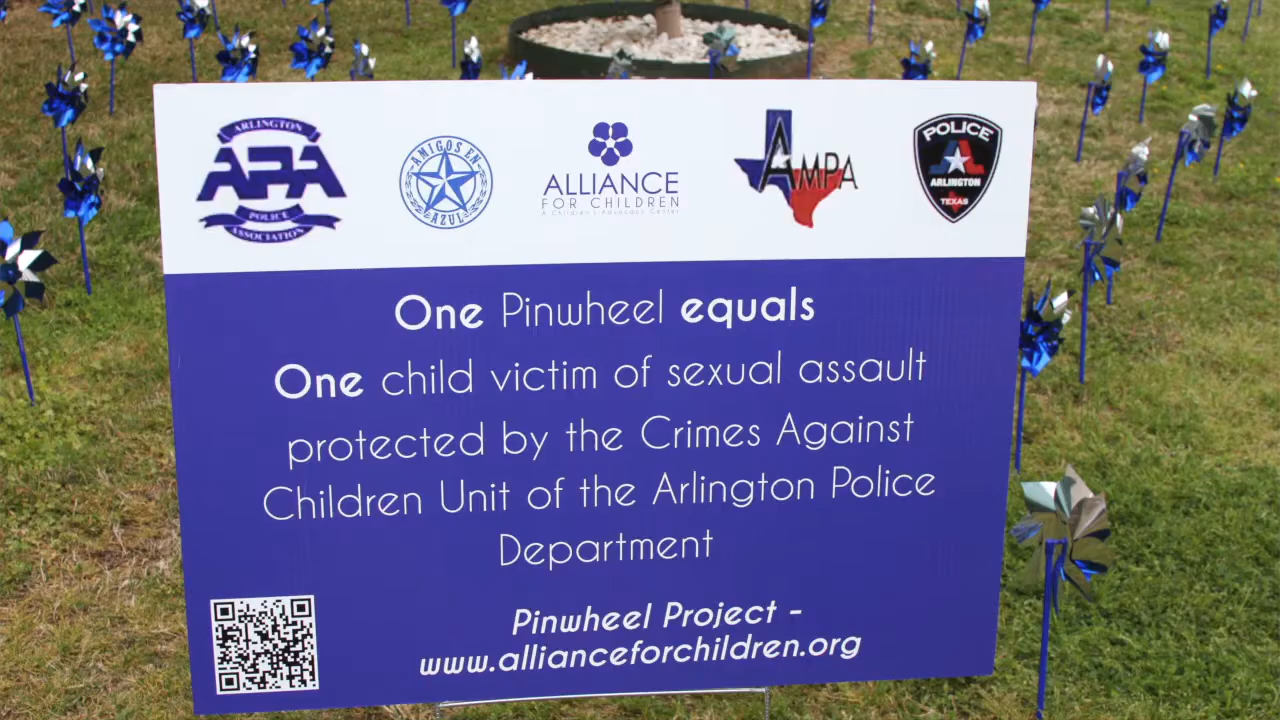 ARLINGTON
APA
POLICE
ASSOCIATION
AMIGOS EN
AZUL
ALLIANCE
FOR CHILDREN
A Children's Advocacy Center
AMPA
POLICE
ARLINGTON
TEXAS
One Pinwheel equals
One child victim of sexual assault
protected by the Crimes Against
Children Unit of the Arlington Police
Department
Pinwheel Project -
www.allianceforchildren.org